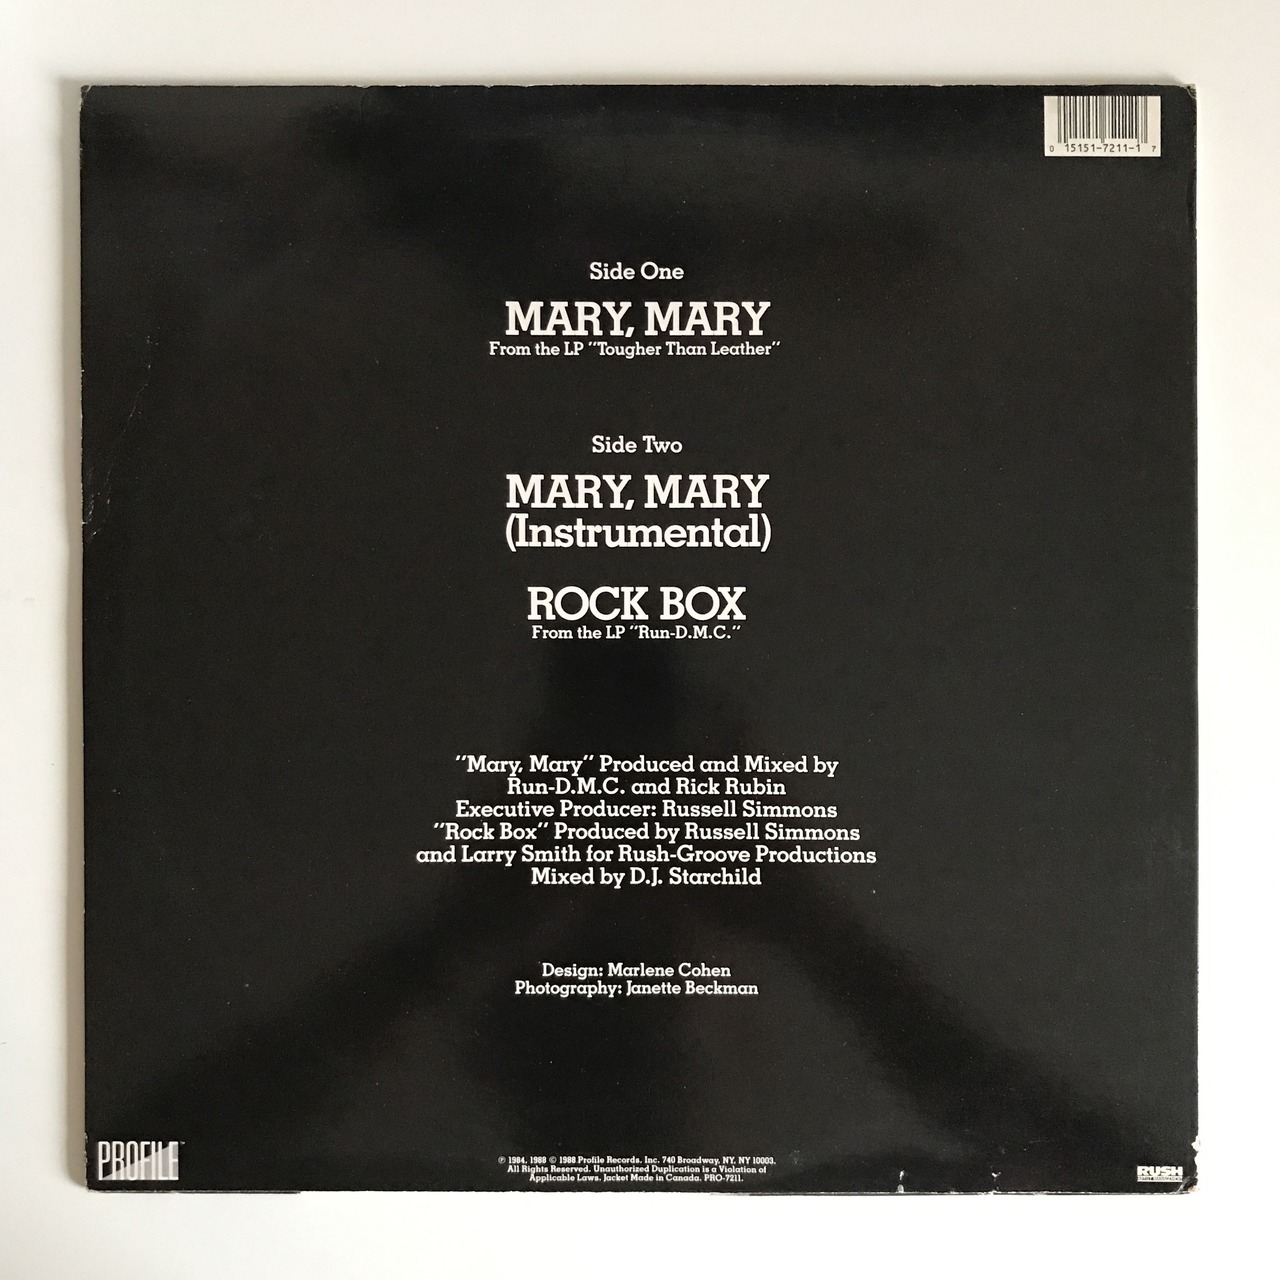 0 15151-7211-1 7
Side One
MARY, MARY
From the LP "Tougher Than Leather"
Side Two
MARY, MARY
(Instrumental)
ROCK BOX
From the LP "Run-D.M.C."
"Mary, Mary" Produced and Mixed by
Run-D.M.C. and Rick Rubin
Executive Producer: Russell Simmons
"Rock Box" Produced by Russell Simmons
and Larry Smith for Rush-Groove Productions
Mixed by D.J. Starchild
Design: Marlene Cohen
Photography: Janette Beckman
PROFILE™
℗ 1984, 1988 © 1988 Profile Records, Inc. 740 Broadway, NY, NY 10003.
All Rights Reserved. Unauthorized Duplication is a Violation of
Applicable Laws. Jacket Made in Canada. PRO-7211.
RUSH
ARTIST MANAGEMENT